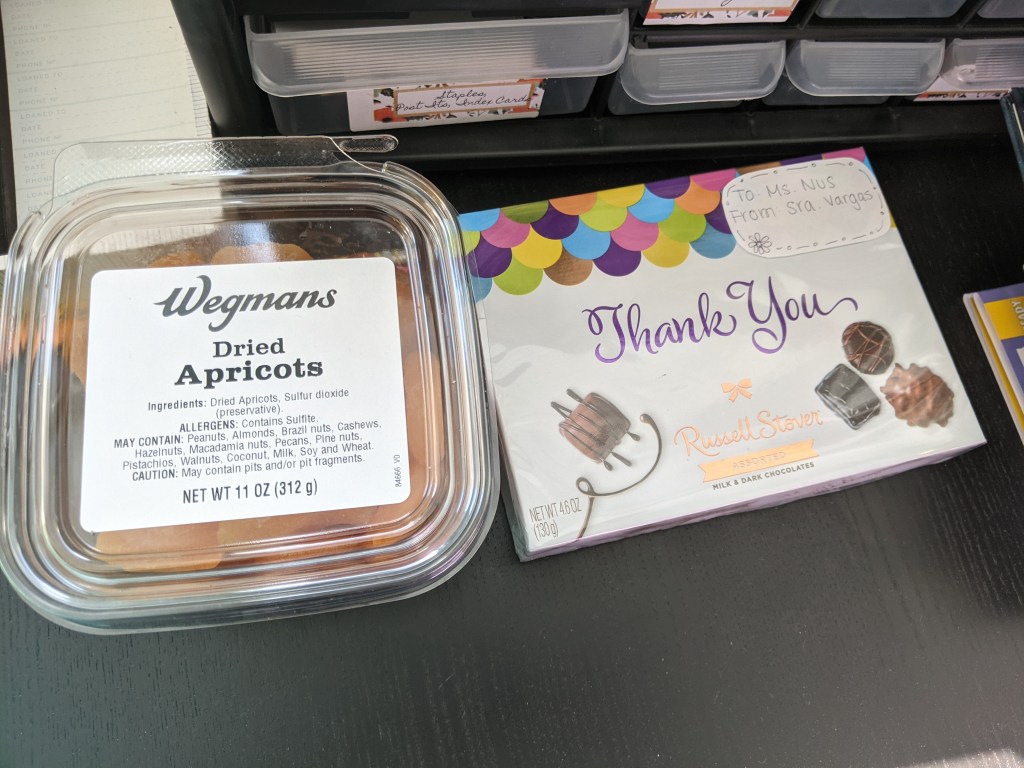 Staples,
Post-Its, Index Cards
Wegmans
Dried
Apricots
Ingredients: Dried Apricots, Sulfur dioxide
(preservative).
ALLERGENS: Contains Sulfite.
MAY CONTAIN: Peanuts, Almonds, Brazil nuts, Cashews,
Hazelnuts, Macadamia nuts, Pecans, Pine nuts,
Pistachios, Walnuts, Coconut, Milk, Soy and Wheat.
CAUTION: May contain pits and/or pit fragments.
NET WT 11 OZ (312 g)
84666 V0
To Ms. Nus
From Sra. Vargas
Thank You
Russell Stover
ASSORTED
MILK & DARK CHOCOLATES
NET WT 4.6 OZ
(130g)